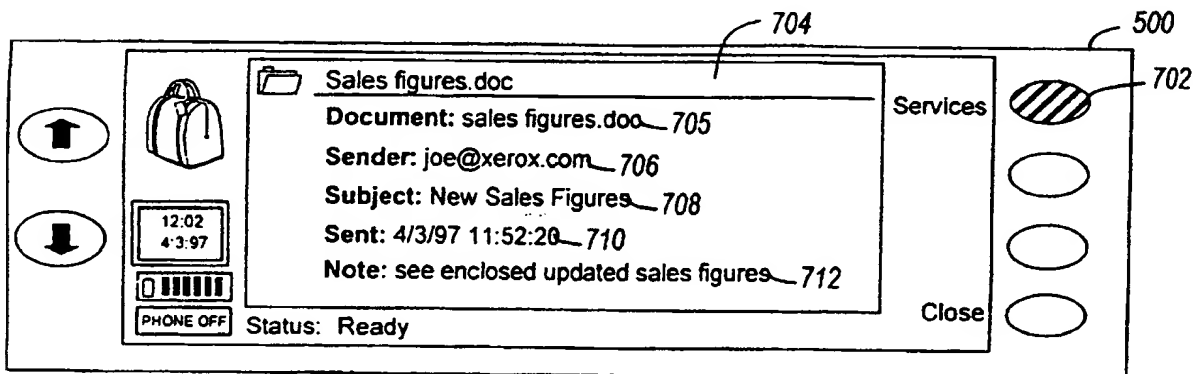 704
500
Sales figures.doc
702
Services
Document: sales figures.doc 705
Sender: joe@xerox.com 706
Subject: New Sales Figures 708
12:02
4:3:97
Sent: 4/3/97 11:52:20 710
Note: see enclosed updated sales figures 712
PHONE OFF
Status: Ready
Close